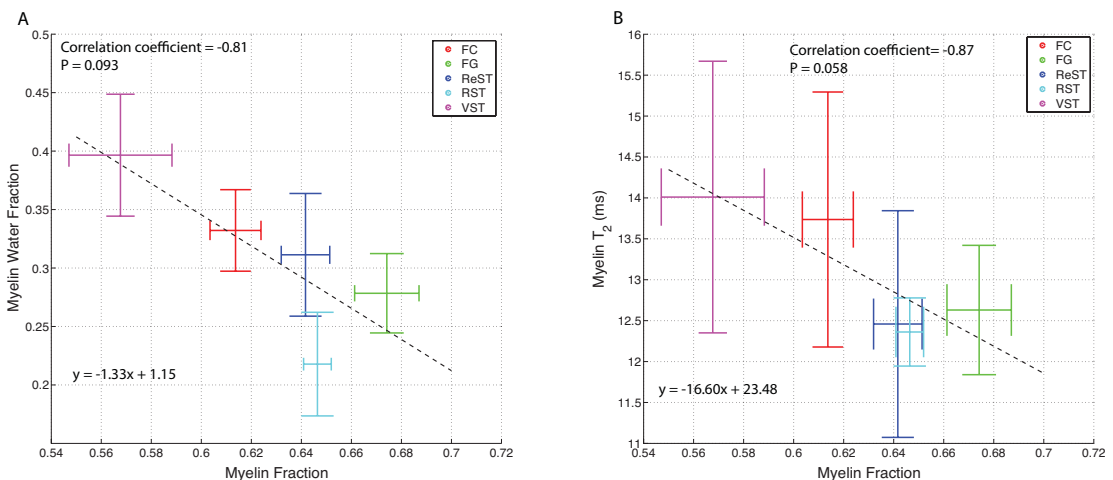 A
Correlation coefficient = -0.81
P = 0.093
FC
FG
ReST
RST
VST
y = -1.33x + 1.15
Myelin Water Fraction
0.5
0.45
0.4
0.35
0.3
0.25
0.2
0.54 0.56 0.58 0.6 0.62 0.64 0.66 0.68 0.7 0.72
Myelin Fraction
B
Correlation coefficient= -0.87
P = 0.058
FC
FG
ReST
RST
VST
y = -16.60x + 23.48
Myelin T2 (ms)
16
15.5
15
14.5
14
13.5
13
12.5
12
11.5
11
0.54 0.56 0.58 0.6 0.62 0.64 0.66 0.68 0.7 0.72
Myelin Fraction